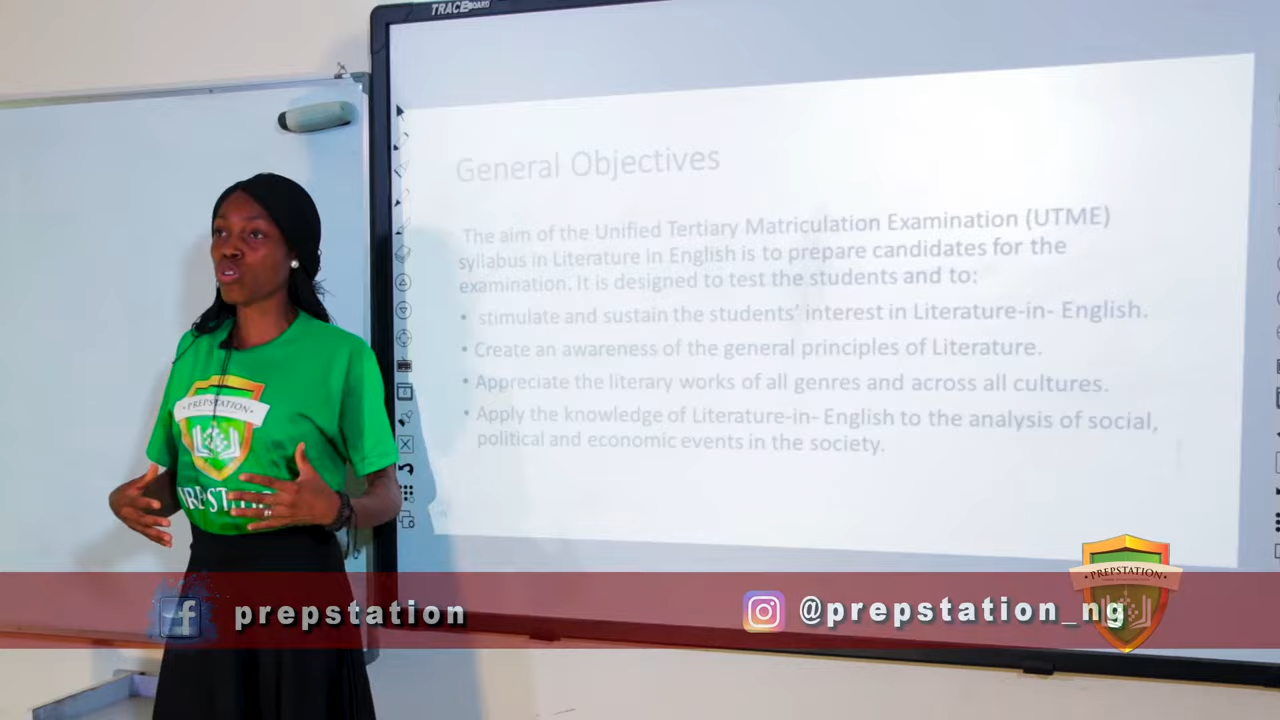 TRACEBOARD
General Objectives
The aim of the Unified Tertiary Matriculation Examination (UTME)
syllabus in Literature in English is to prepare candidates for the
examination. It is designed to test the students and to:
• stimulate and sustain the students' interest in Literature-in- English.
• Create an awareness of the general principles of Literature.
• Appreciate the literary works of all genres and across all cultures.
• Apply the knowledge of Literature-in- English to the analysis of social,
political and economic events in the society.
• PREPSTATION •
• PREPSTATION •
f prepstation
@prepstation_ng